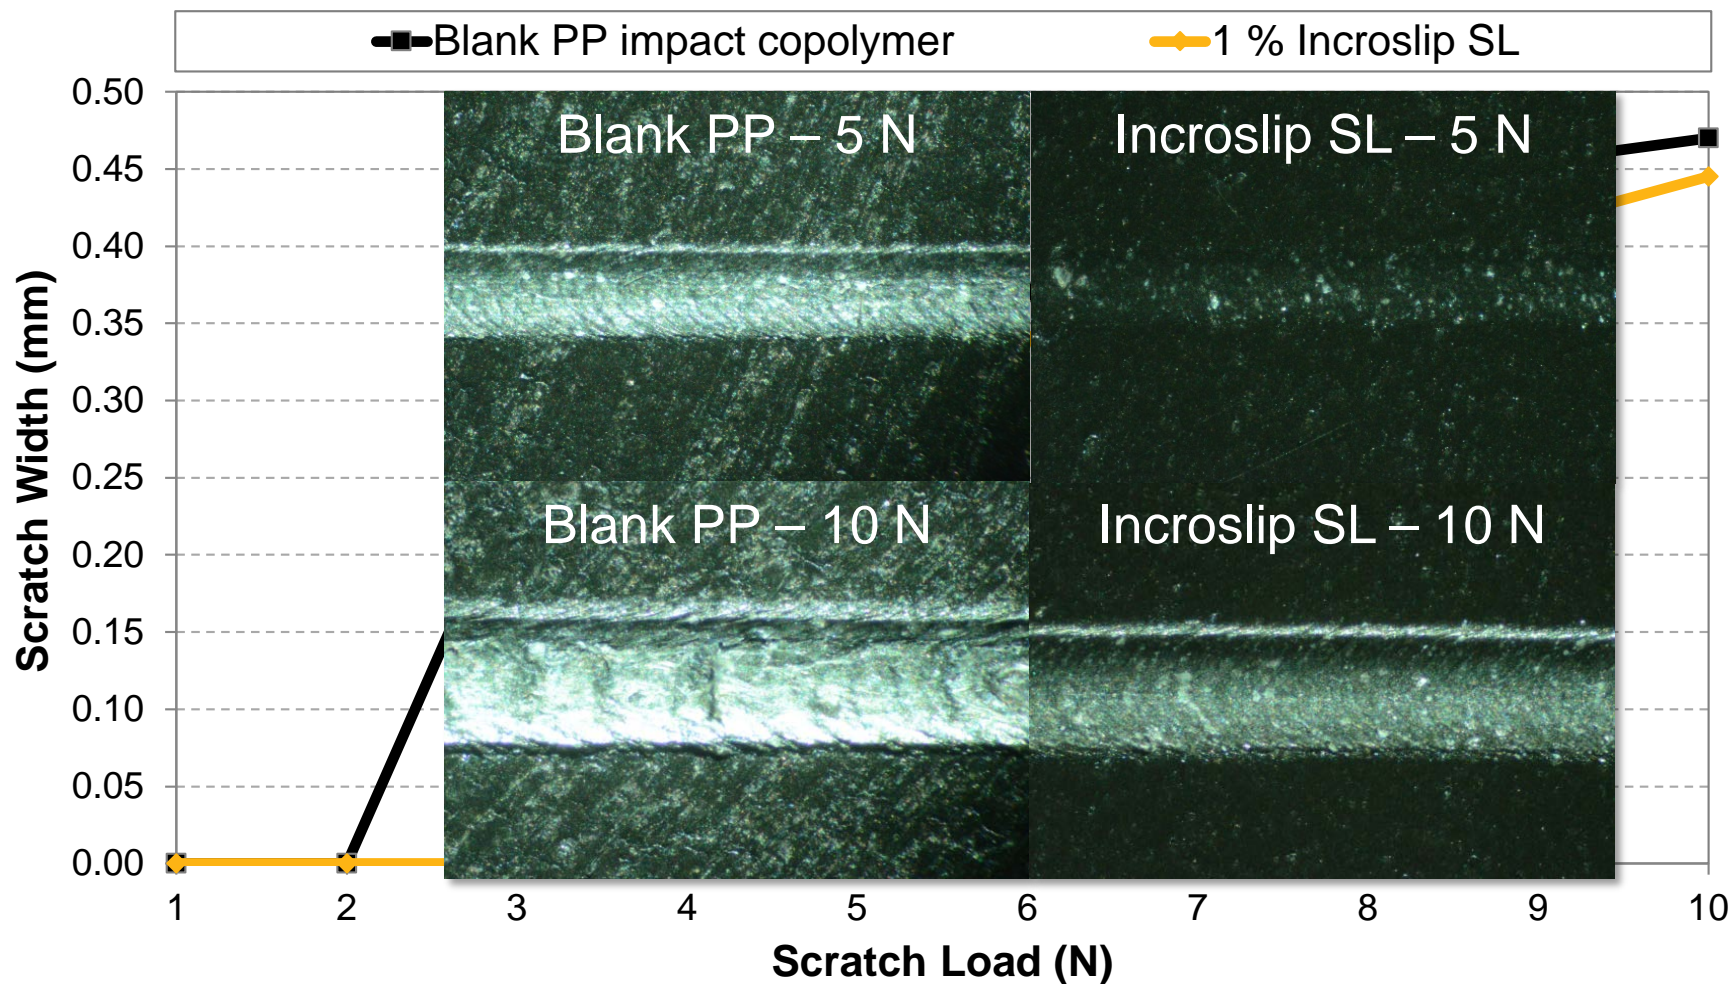 Blank PP impact copolymer 1 % Incroslip SL
0.50
0.45
0.40
0.35
0.30
0.25
0.20
0.15
0.10
0.05
0.00
Scratch Width (mm)
Blank PP – 5 N
Incroslip SL – 5 N
Blank PP – 10 N
Incroslip SL – 10 N
1 2 3 4 5 6 7 8 9 10
Scratch Load (N)